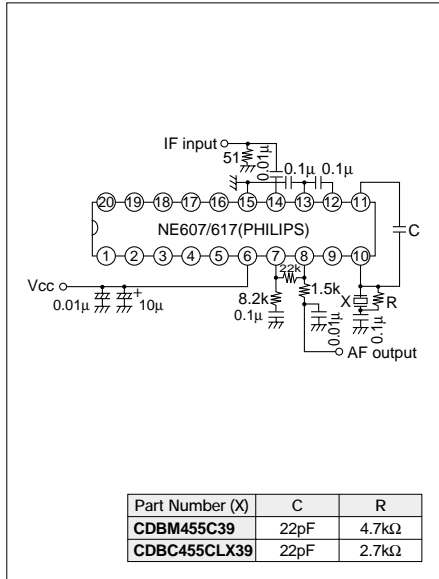 IF input
51
0.01μ
0.1μ 0.1μ
20 19 18 17 16 15 14 13 12 11
NE607/617(PHILIPS)
C
1 2 3 4 5 6 7 8 9 10
22k
Vcc
0.01μ
+
10μ
8.2k
0.1μ
1.5k
0.01μ
X
R
0.1μ
AF output
Part Number (X) C R
CDBM455C39 22pF 4.7kΩ
CDBC455CLX39 22pF 2.7kΩ